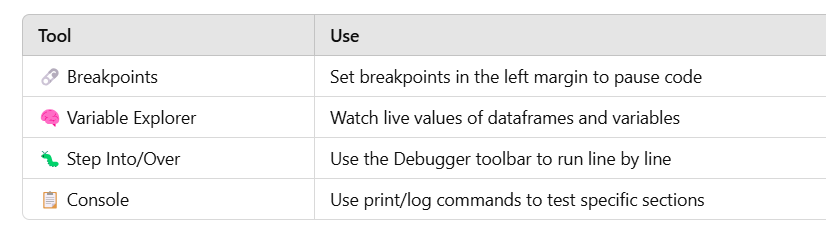 Tool Use
🔗 Breakpoints Set breakpoints in the left margin to pause code
🧠 Variable Explorer Watch live values of dataframes and variables
🐛 Step Into/Over Use the Debugger toolbar to run line by line
📋 Console Use print/log commands to test specific sections